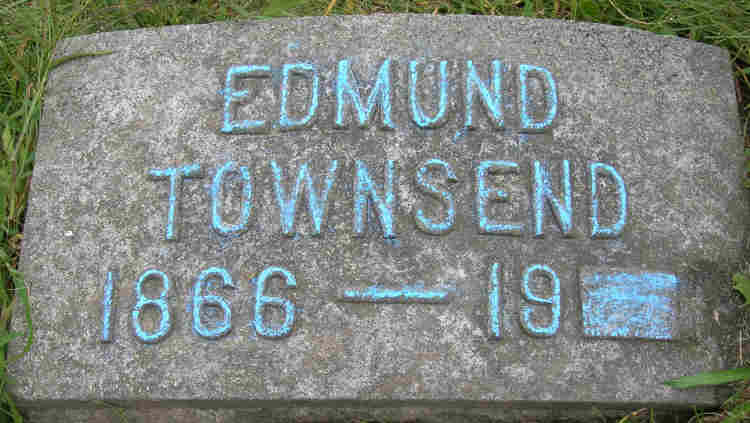 EDMUND
TOWNSEND
1866 — 19